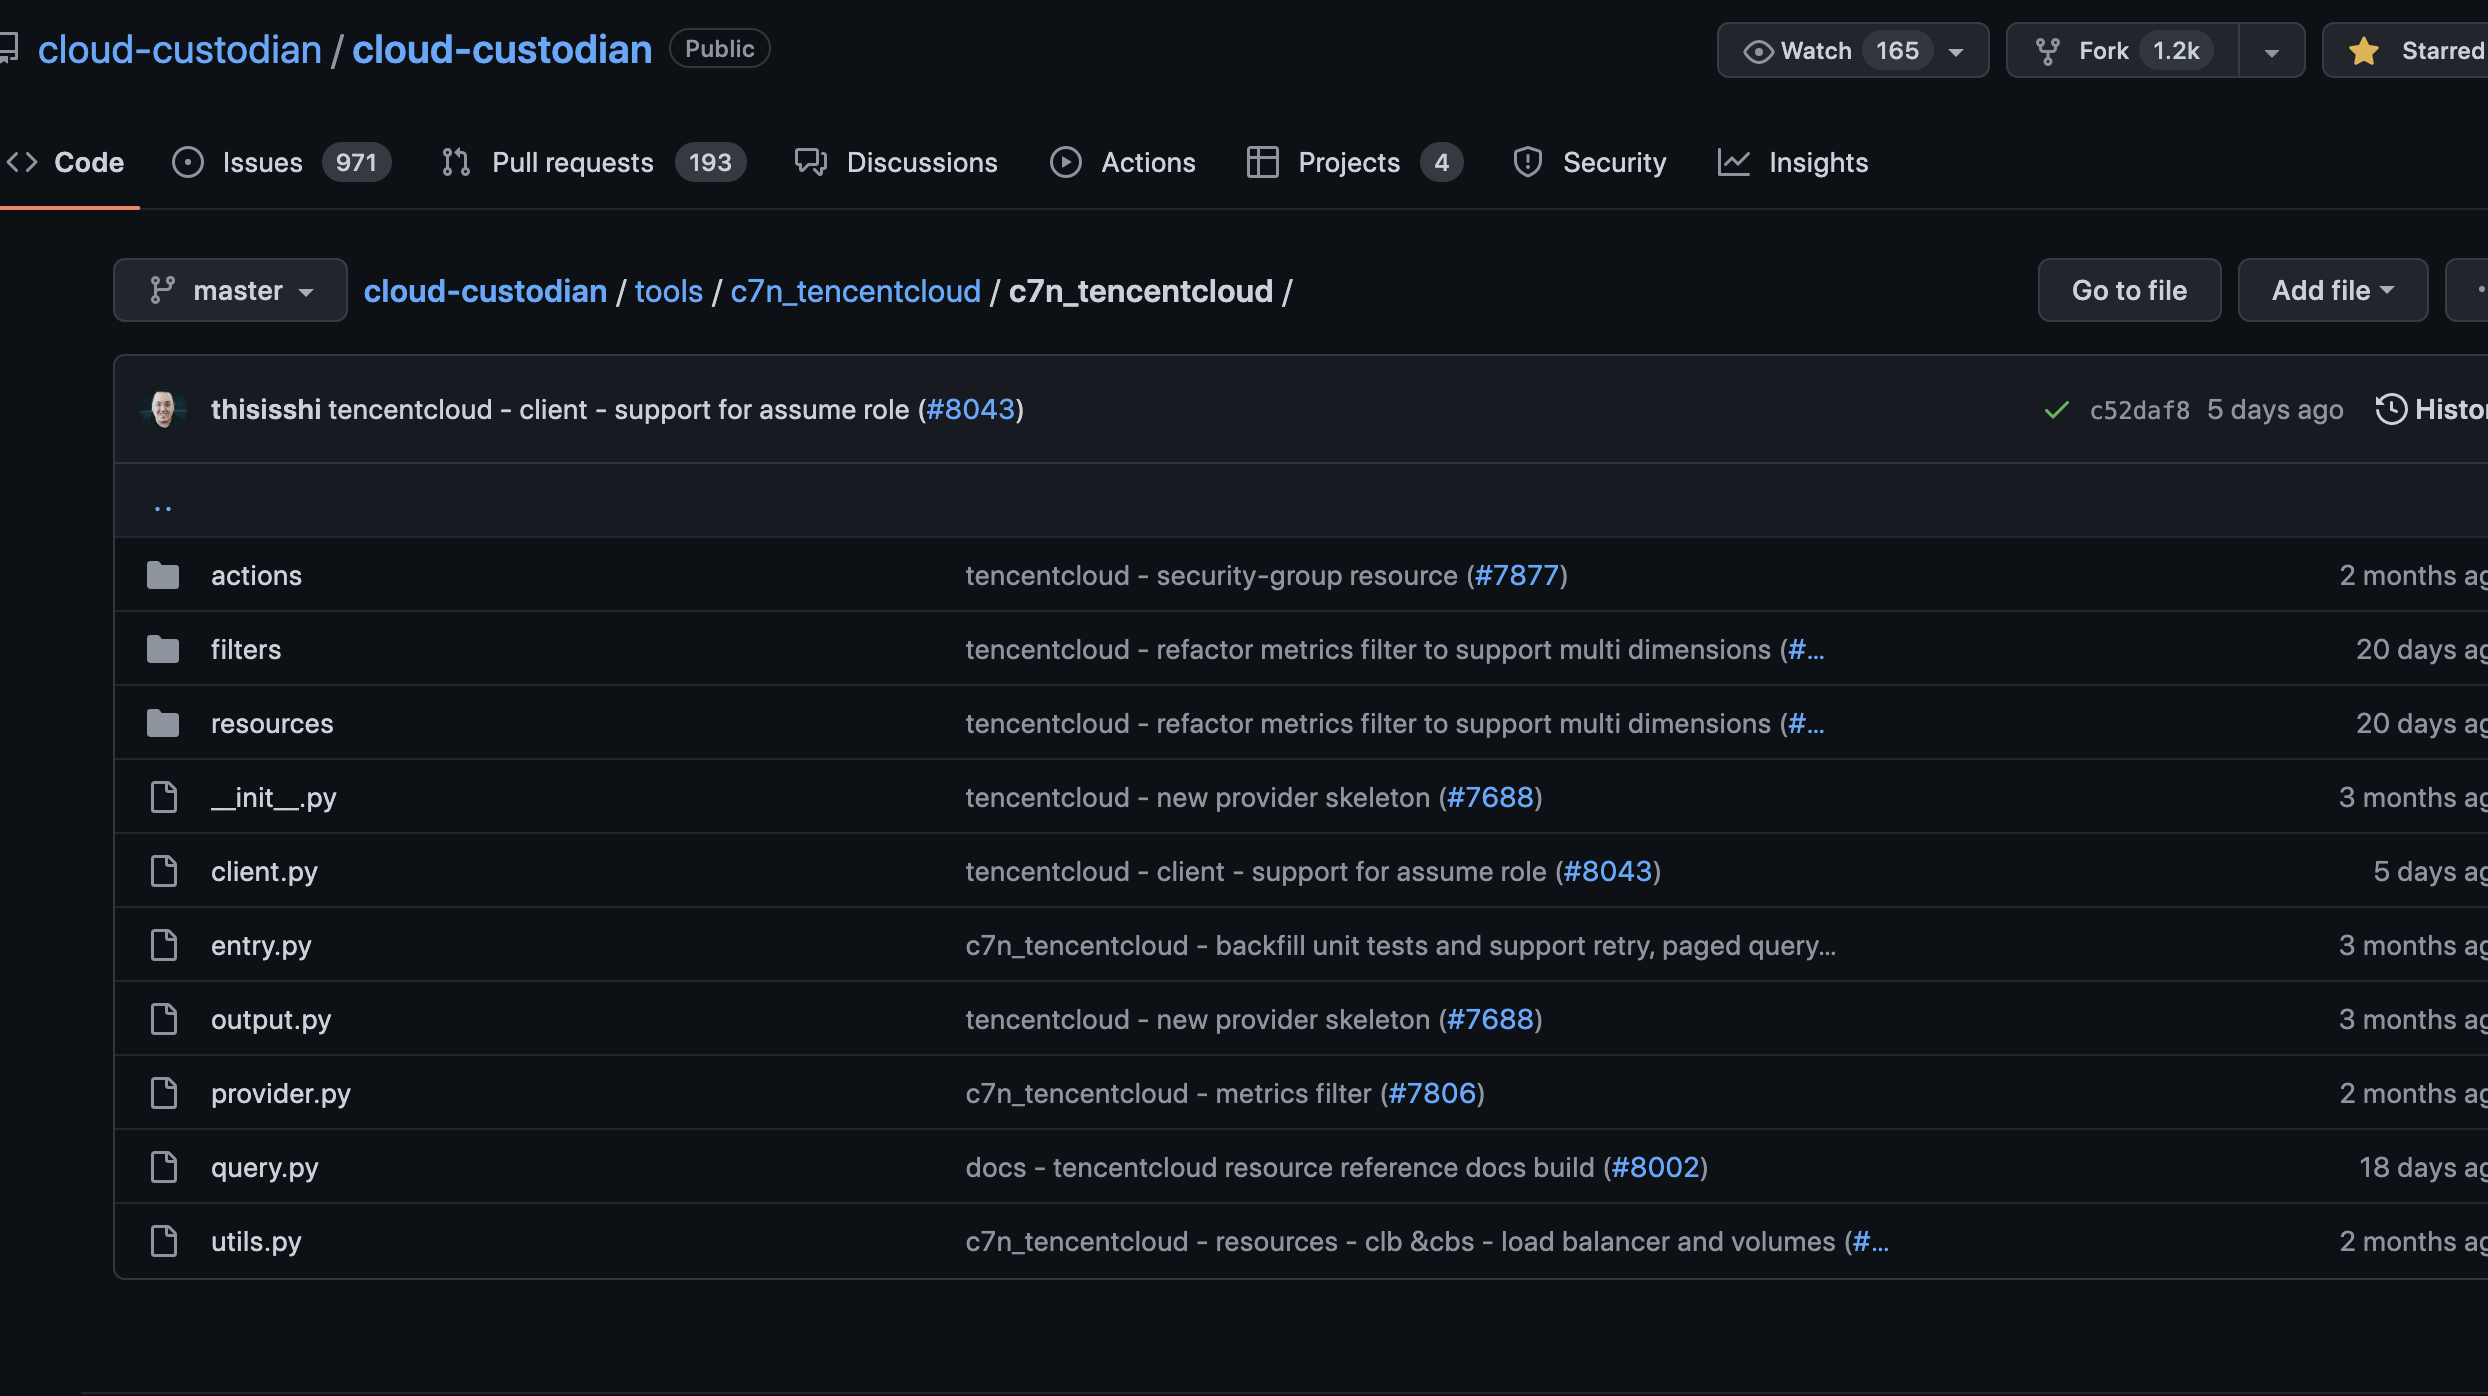 cloud-custodian / cloud-custodian Public Watch 165 Fork 1.2k Starred
Code Issues 971 Pull requests 193 Discussions Actions Projects 4 Security Insights
master cloud-custodian / tools / c7n_tencentcloud / c7n_tencentcloud / Go to file Add file
thisisshi tencentcloud - client - support for assume role (#8043) c52daf8 5 days ago Histor
..
actions tencentcloud - security-group resource (#7877) 2 months ag
filters tencentcloud - refactor metrics filter to support multi dimensions (#... 20 days ag
resources tencentcloud - refactor metrics filter to support multi dimensions (#... 20 days ag
__init__.py tencentcloud - new provider skeleton (#7688) 3 months ag
client.py tencentcloud - client - support for assume role (#8043) 5 days ag
entry.py c7n_tencentcloud - backfill unit tests and support retry, paged query... 3 months ag
output.py tencentcloud - new provider skeleton (#7688) 3 months ag
provider.py c7n_tencentcloud - metrics filter (#7806) 2 months ag
query.py docs - tencentcloud resource reference docs build (#8002) 18 days ag
utils.py c7n_tencentcloud - resources - clb &cbs - load balancer and volumes (#... 2 months ag